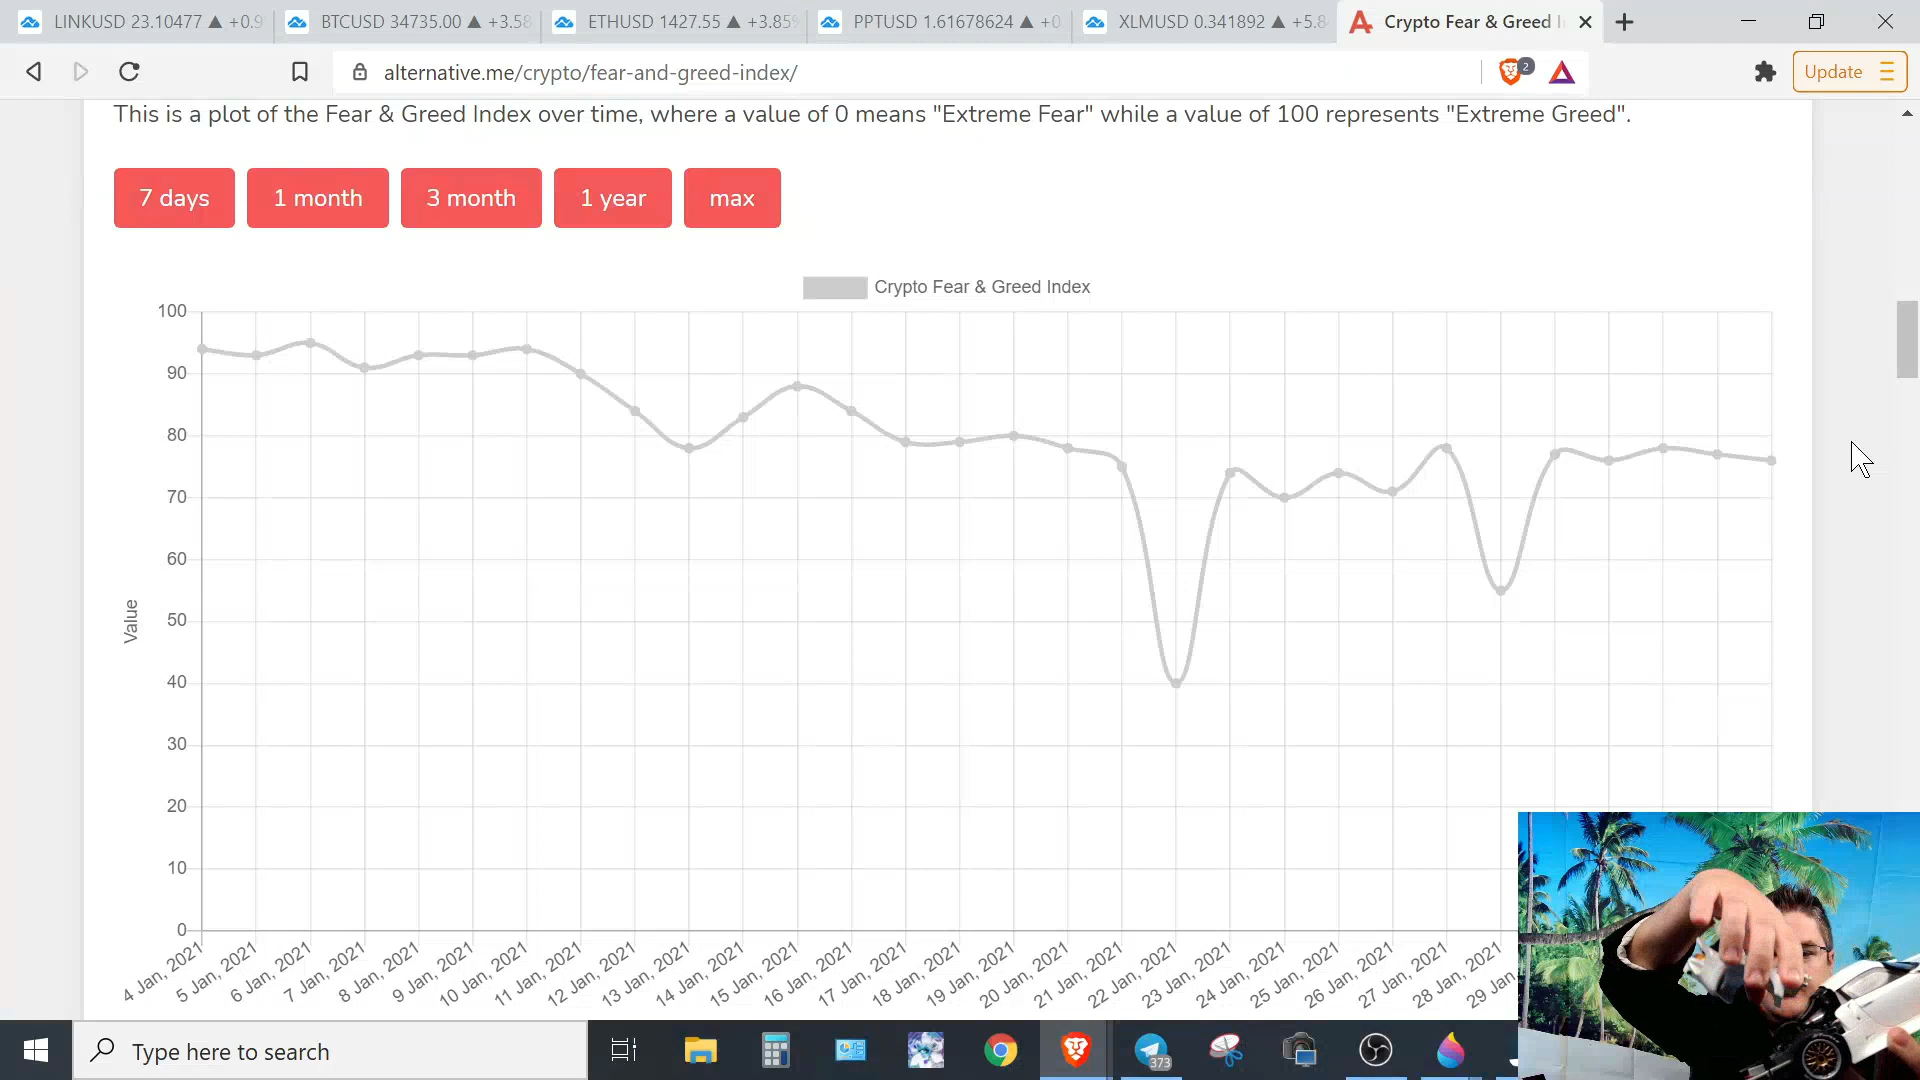 LINKUSD 23.10477 ▲ +0.9
BTCUSD 34735.00 ▲ +3.58
ETHUSD 1427.55 ▲ +3.85%
PPTUSD 1.61678624 ▲ +0
XLMUSD 0.341892 ▲ +5.8
Crypto Fear & Greed I
alternative.me/crypto/fear-and-greed-index/
2
Update
This is a plot of the Fear & Greed Index over time, where a value of 0 means "Extreme Fear" while a value of 100 represents "Extreme Greed".
7 days
1 month
3 month
1 year
max
Crypto Fear & Greed Index
100
90
80
70
60
50
40
30
20
10
0
Value
4 Jan, 2021
5 Jan, 2021
6 Jan, 2021
7 Jan, 2021
8 Jan, 2021
9 Jan, 2021
10 Jan, 2021
11 Jan, 2021
12 Jan, 2021
13 Jan, 2021
14 Jan, 2021
15 Jan, 2021
16 Jan, 2021
17 Jan, 2021
18 Jan, 2021
19 Jan, 2021
20 Jan, 2021
21 Jan, 2021
22 Jan, 2021
23 Jan, 2021
24 Jan, 2021
25 Jan, 2021
26 Jan, 2021
27 Jan, 2021
28 Jan, 2021
29 Jan
Type here to search
373